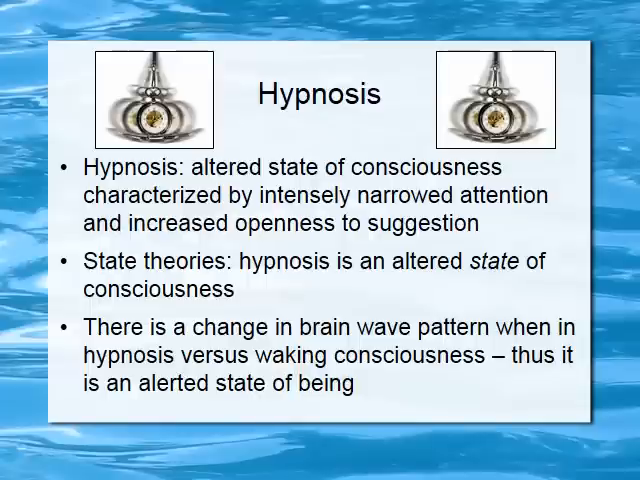 Hypnosis
• Hypnosis: altered state of consciousness
characterized by intensely narrowed attention
and increased openness to suggestion
• State theories: hypnosis is an altered state of
consciousness
• There is a change in brain wave pattern when in
hypnosis versus waking consciousness – thus it
is an alerted state of being